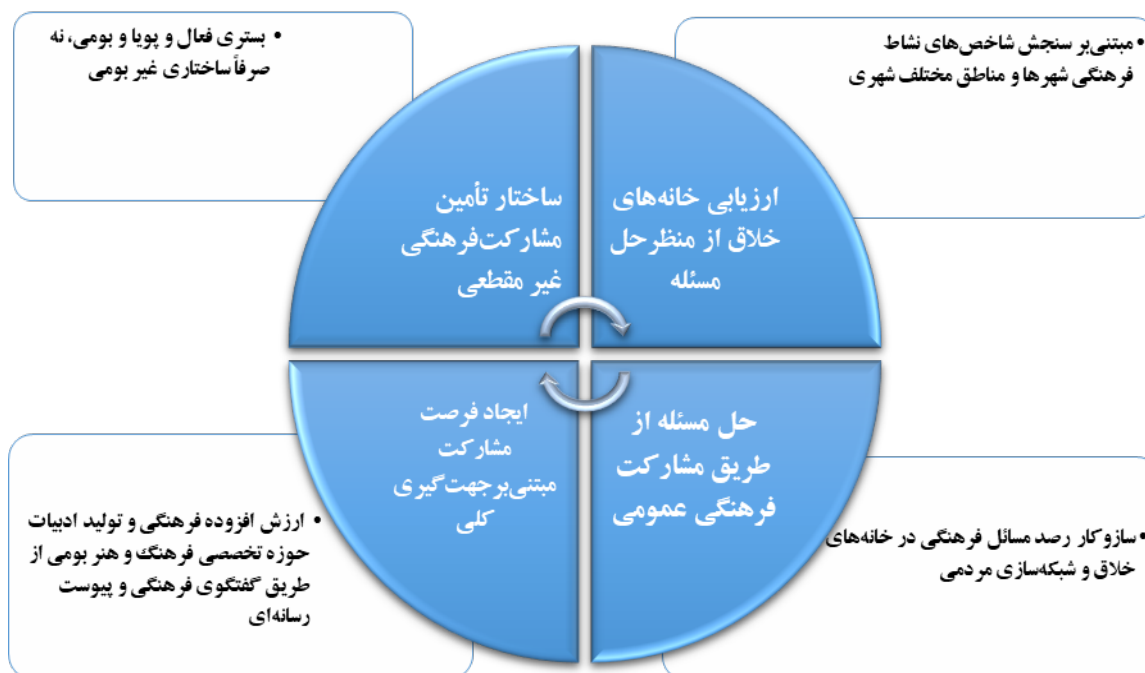 •مبتنی‌بر سنجش شاخص‌های نشاط
فرهنگی شهرها و مناطق مختلف شهری
• بستری فعال و پویا و بومی، نه
صرفاً ساختاری غیر بومی
ارزیابی خانه‌های
خلاق از منظرحل
مسئله
ساختار تأمین
مشارکت‌فرهنگی
غیر مقطعی
حل مسئله از
طریق مشارکت
فرهنگی عمومی
ایجاد فرصت
مشارکت
مبتنی‌برجهت‌گیری
کلی
•سازوکار رصد مسائل فرهنگی در خانه‌های
خلاق و شبکه‌سازی مردمی
• ارزش افزوده فرهنگی و تولید ادبیات
حوزه تخصصی فرهنگ و هنر بومی از
طریق گفتگوی فرهنگی و پیوست
رسانه‌ای